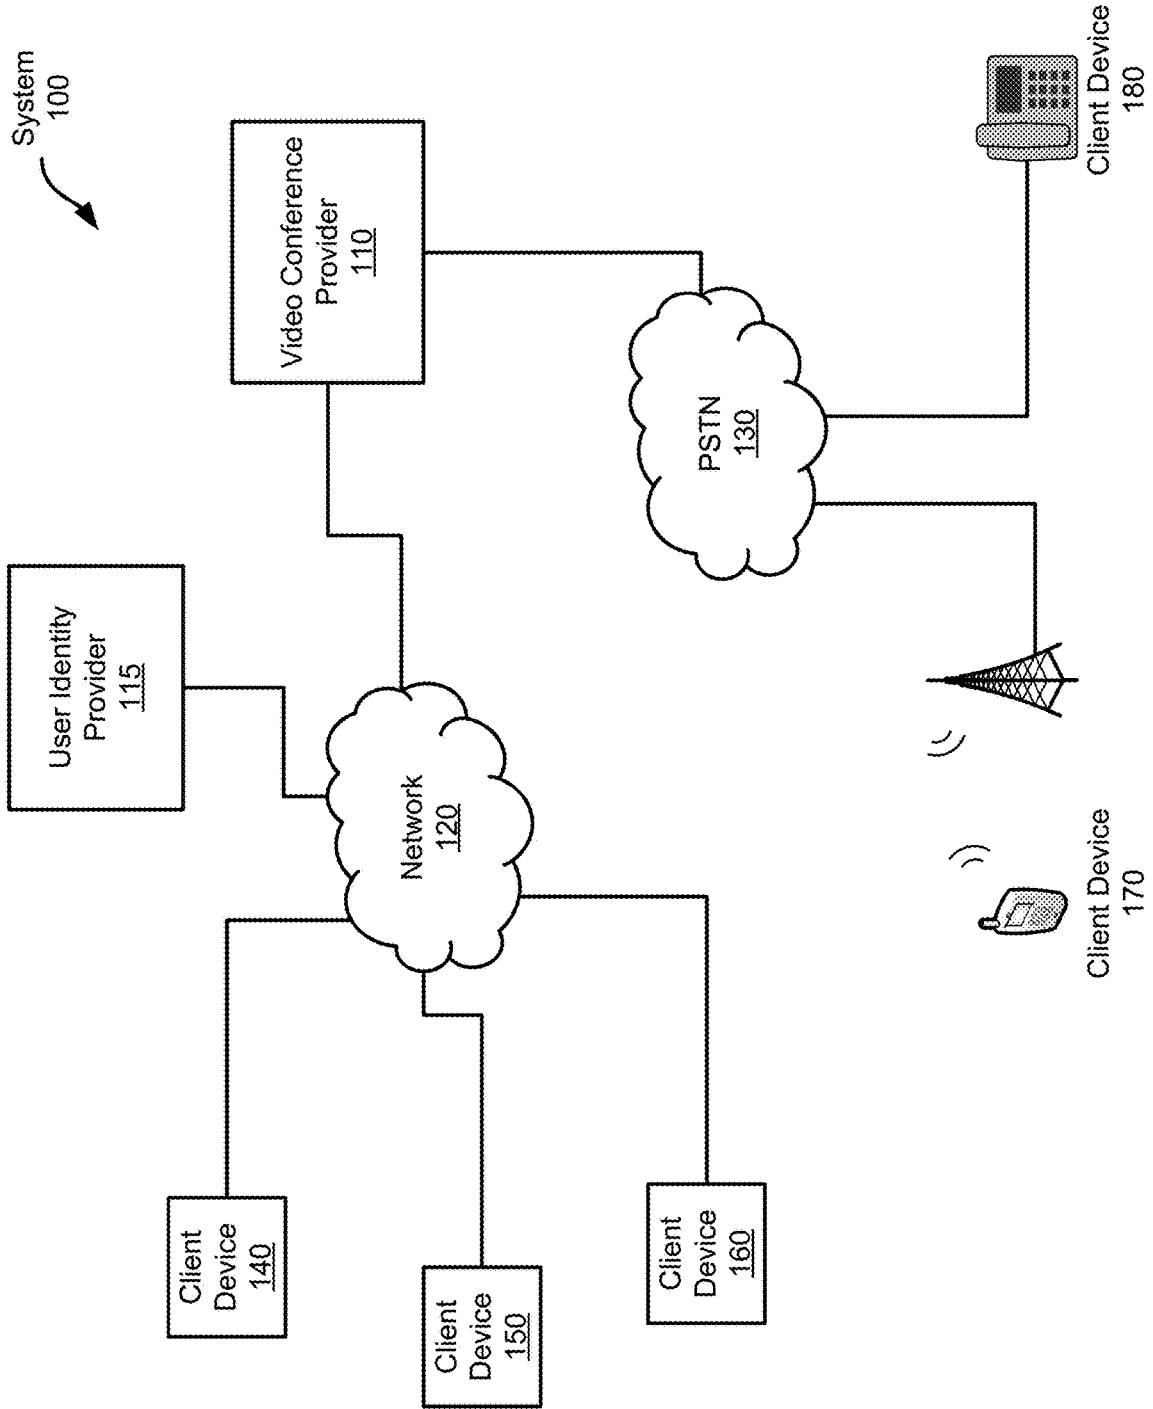 System
100
User Identity
Provider
115
Video Conference
Provider
110
Client
Device
140
Network
120
Client
Device
150
Client
Device
160
PSTN
130
Client Device
170
Client Device
180